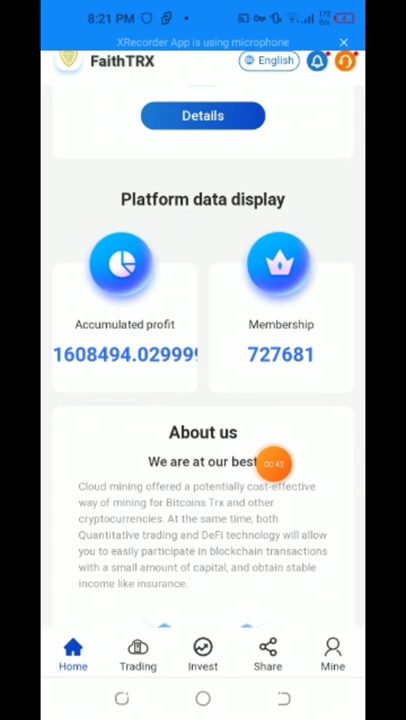 8:21 PM
172
B/s
XRecorder App is using microphone
FaithTRX
English
Details
Platform data display
Accumulated profit
Membership
1608494.029999
727681
About us
We are at our best
00:43
Cloud mining offered a potentially cost-effective
way of mining for Bitcoins Trx and other
cryptocurrencies. At the same time, both
Quantitative trading and DeFi technology will allow
you to easily participate in blockchain transactions
with a small amount of capital, and obtain stable
income like insurance.
Home
Trading
Invest
Share
Mine